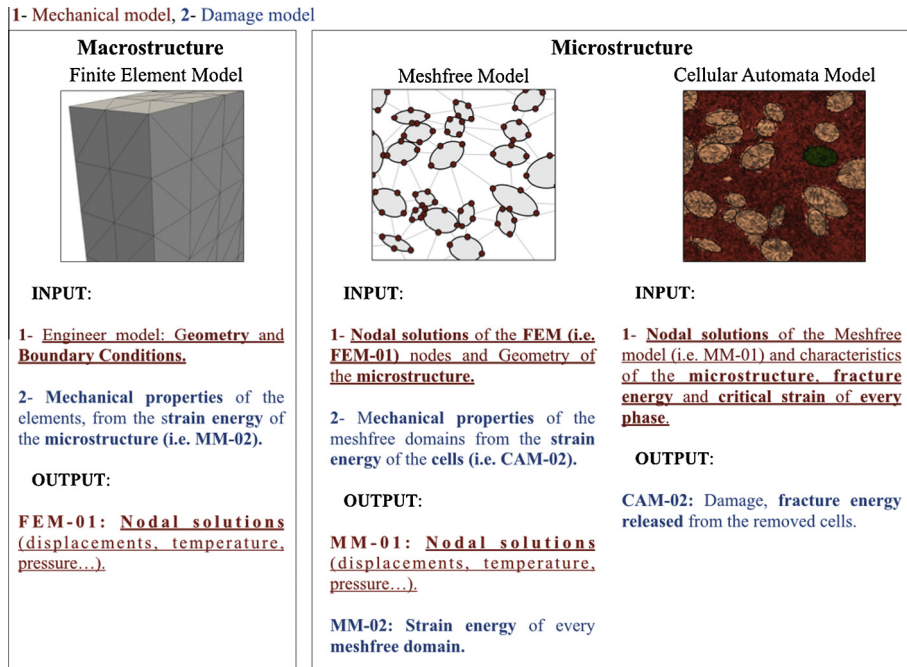 1- Mechanical model, 2- Damage model
Macrostructure
Finite Element Model
INPUT:
1- Engineer model: Geometry and
Boundary Conditions.
2- Mechanical properties of the
elements, from the strain energy of
the microstructure (i.e. MM-02).
OUTPUT:
FEM-01: Nodal solutions
(displacements, temperature,
pressure…).
Microstructure
Meshfree Model
INPUT:
1- Nodal solutions of the FEM (i.e.
FEM-01) nodes and Geometry of
the microstructure.
2- Mechanical properties of the
meshfree domains from the strain
energy of the cells (i.e. CAM-02).
OUTPUT:
MM-01: Nodal solutions
(displacements, temperature,
pressure…).
MM-02: Strain energy of every
meshfree domain.
Cellular Automata Model
INPUT:
1- Nodal solutions of the Meshfree
model (i.e. MM-01) and characteristics
of the microstructure, fracture
energy and critical strain of every
phase.
OUTPUT:
CAM-02: Damage, fracture energy
released from the removed cells.